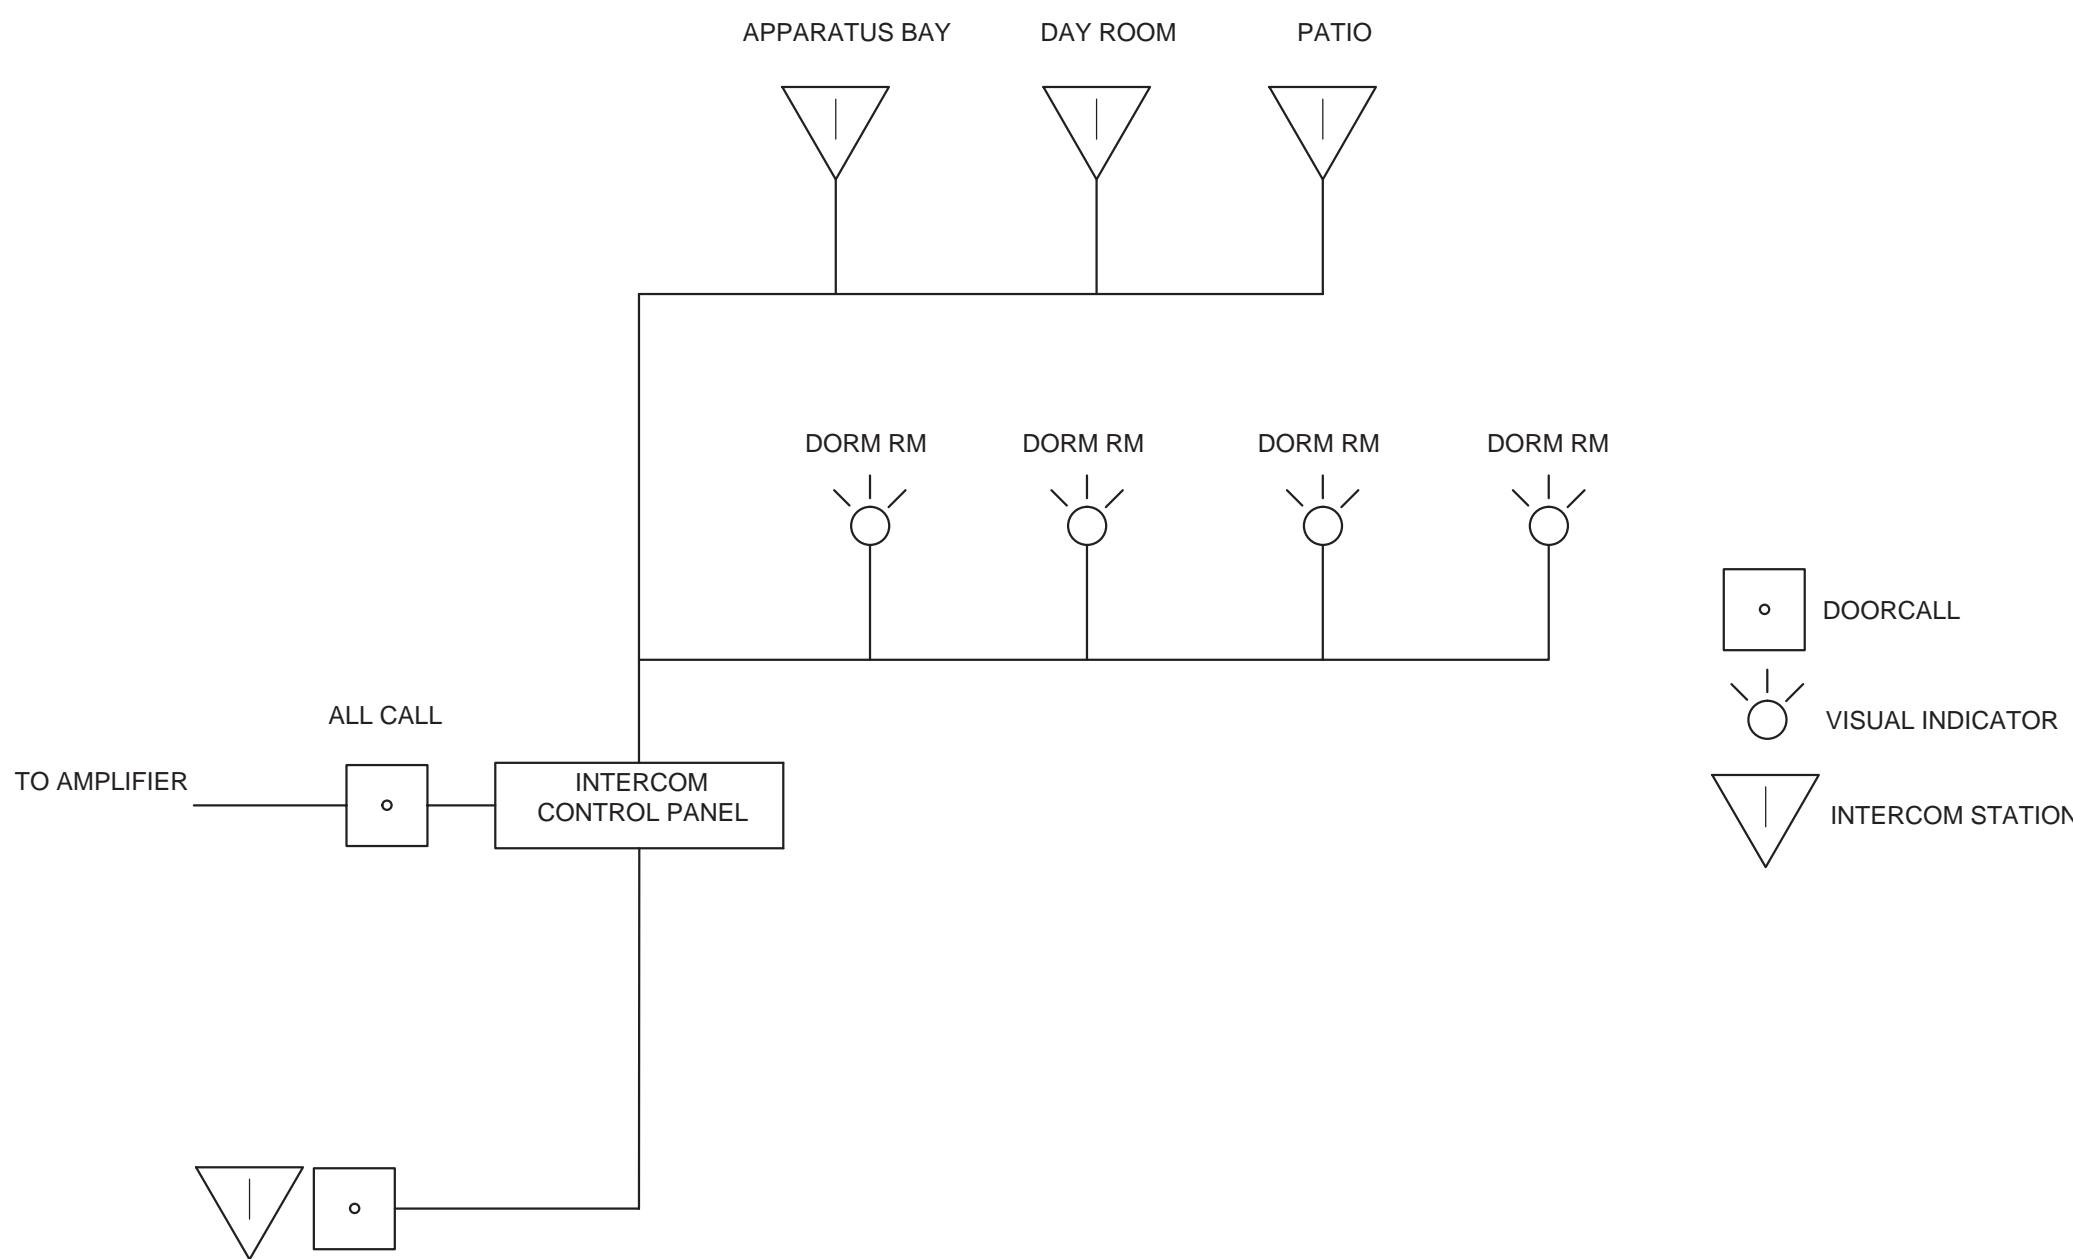 APPARATUS BAY
DAY ROOM
PATIO
DORM RM
DORM RM
DORM RM
DORM RM
DOORCALL
ALL CALL
VISUAL INDICATOR
TO AMPLIFIER
INTERCOM
CONTROL PANEL
INTERCOM STATION